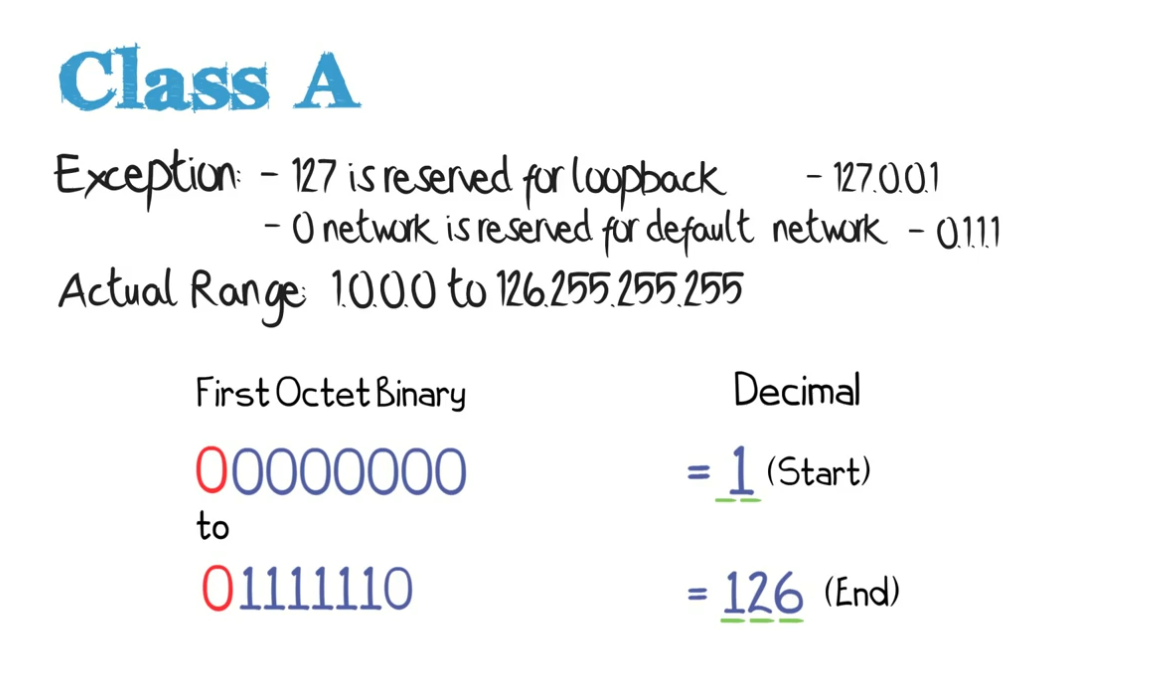 Class A
Exception: - 127 is reserved for loopback - 127.0.0.1
- 0 network is reserved for default network - 0.1.1.1
Actual Range: 1.0.0.0 to 126.255.255.255
First Octet Binary Decimal
00000000 = 1 (Start)
to
01111110 = 126 (End)